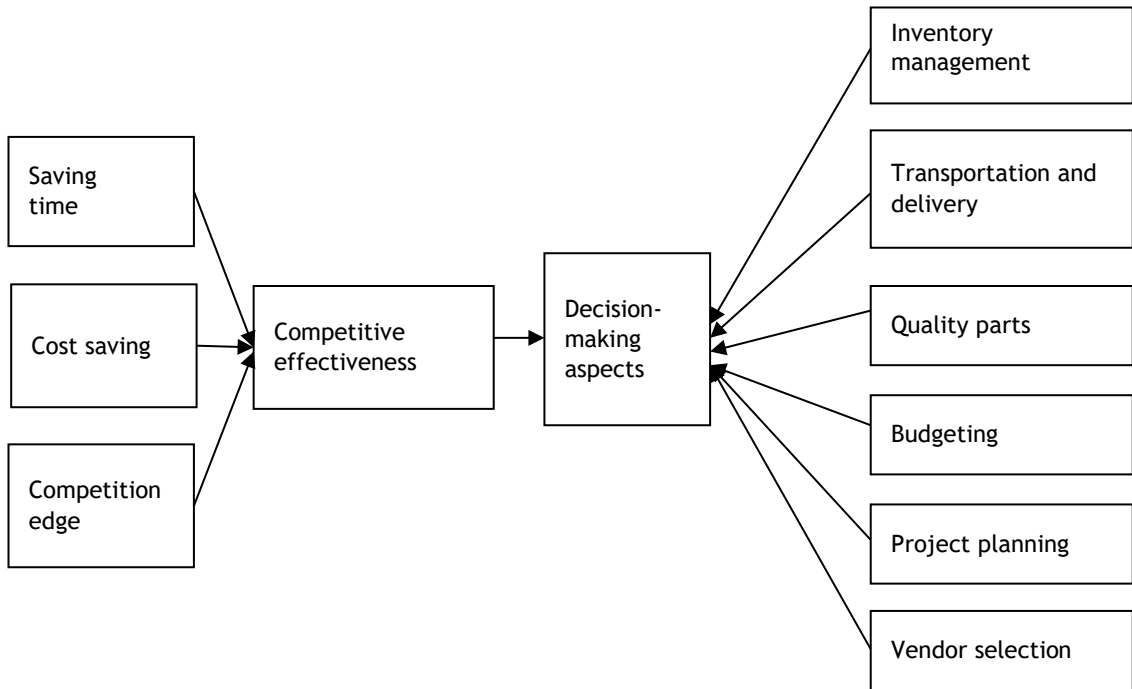 Saving
time
Cost saving
Competition
edge
Competitive
effectiveness
Decision-
making
aspects
Inventory
management
Transportation and
delivery
Quality parts
Budgeting
Project planning
Vendor selection